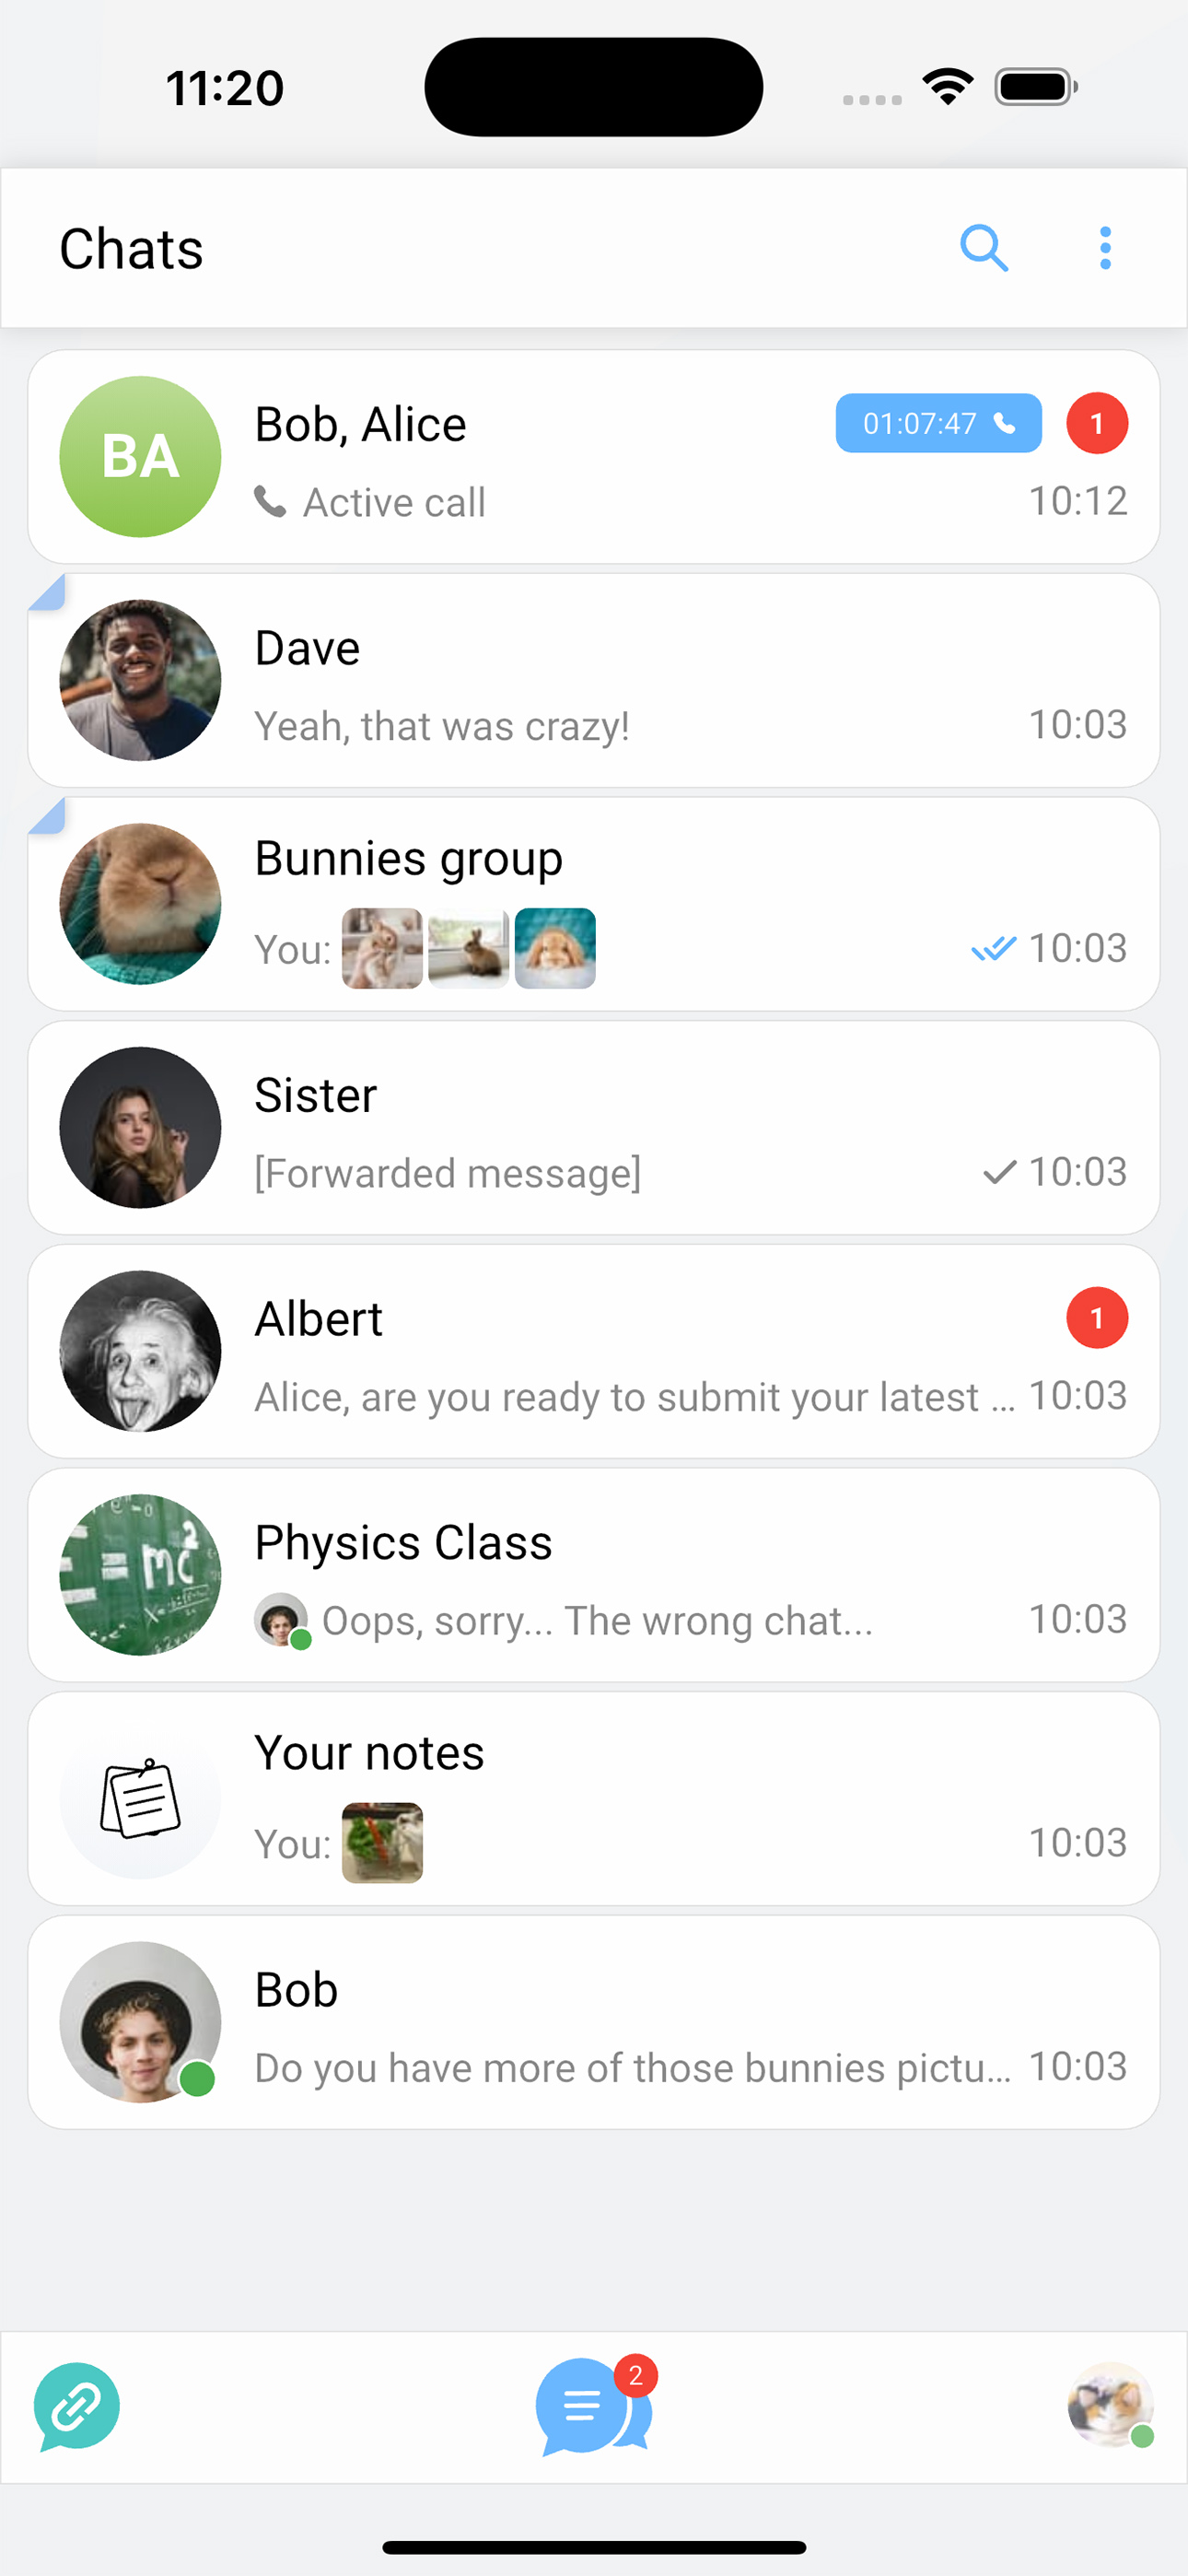 11:20
Chats
BA
Bob, Alice
01:07:47
1
Active call
10:12
Dave
Yeah, that was crazy!
10:03
Bunnies group
You:
10:03
Sister
[Forwarded message]
10:03
Albert
1
Alice, are you ready to submit your latest ...
10:03
= mc2
Physics Class
Oops, sorry... The wrong chat...
10:03
Your notes
You:
10:03
Bob
Do you have more of those bunnies pictu...
10:03
2